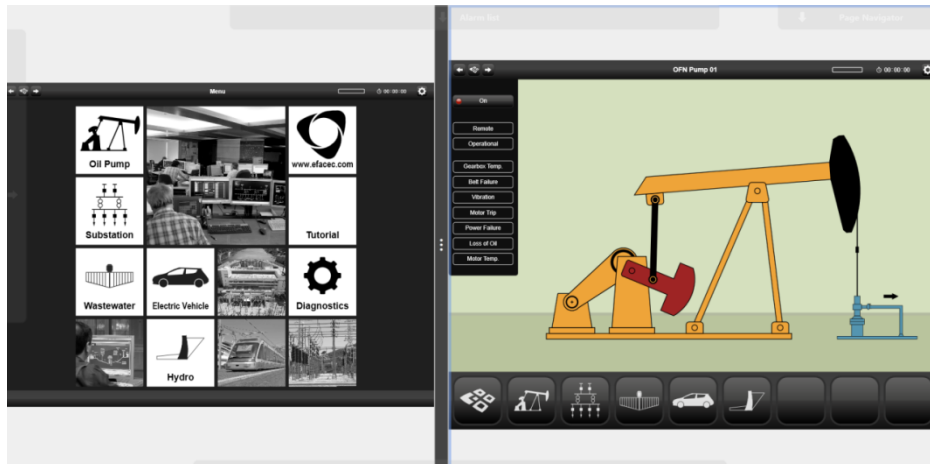 Alarm list
Page Navigator
Menu
00:00:00
Oil Pump
www.efacec.com
Substation
Tutorial
Wastewater
Electric Vehicle
Diagnostics
Hydro
OFN Pump 01
00:00:00
On
Remote
Operational
Gearbox Temp.
Belt Failure
Vibration
Motor Trip
Power Failure
Loss of Oil
Motor Temp.